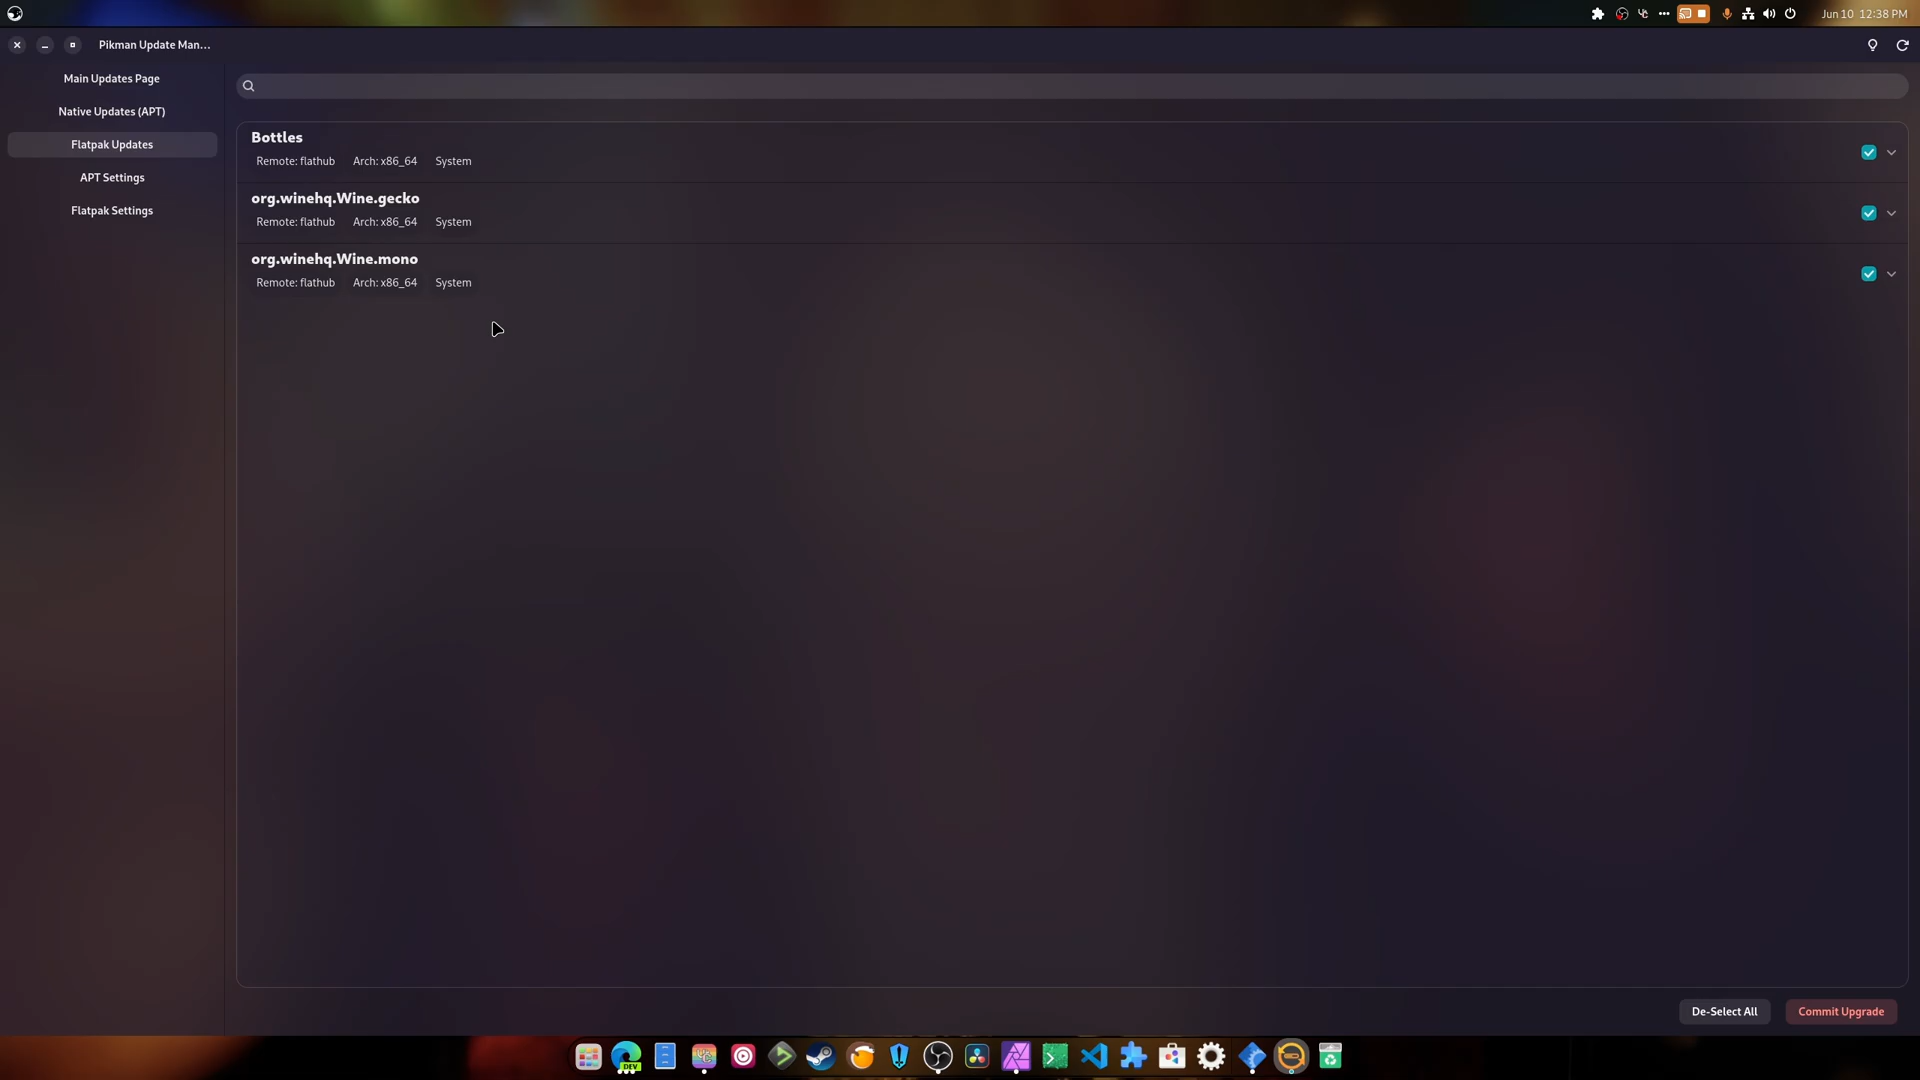 Jun 10 12:38 PM
Pikman Update Man...
Main Updates Page
Native Updates (APT)
Flatpak Updates
APT Settings
Flatpak Settings
Bottles
Remote: flathub Arch: x86_64 System
org.winehq.Wine.gecko
Remote: flathub Arch: x86_64 System
org.winehq.Wine.mono
Remote: flathub Arch: x86_64 System
De-Select All Commit Upgrade
DEV